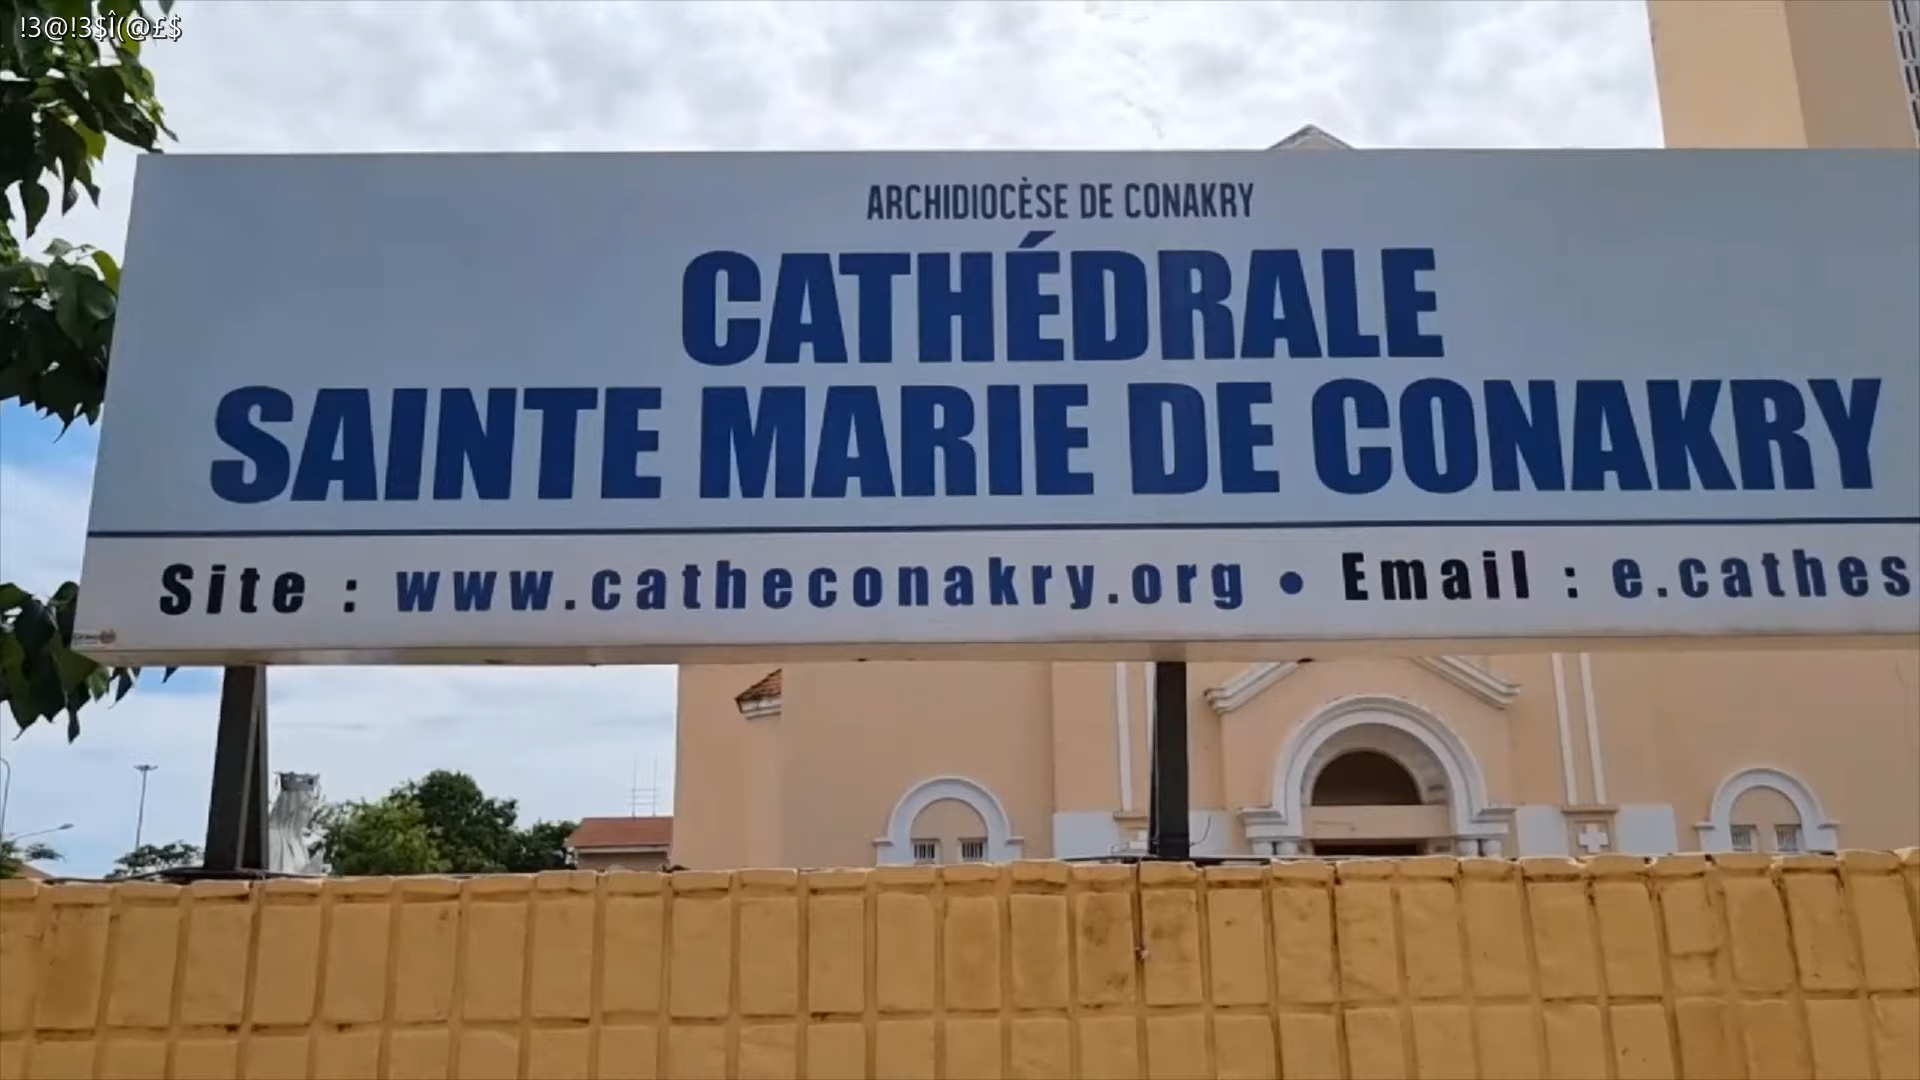 !3@!3$Î(@£$
ARCHIDIOCÈSE DE CONAKRY
CATHÉDRALE
SAINTE MARIE DE CONAKRY
Site : www.catheconakry.org • Email : e.cathes